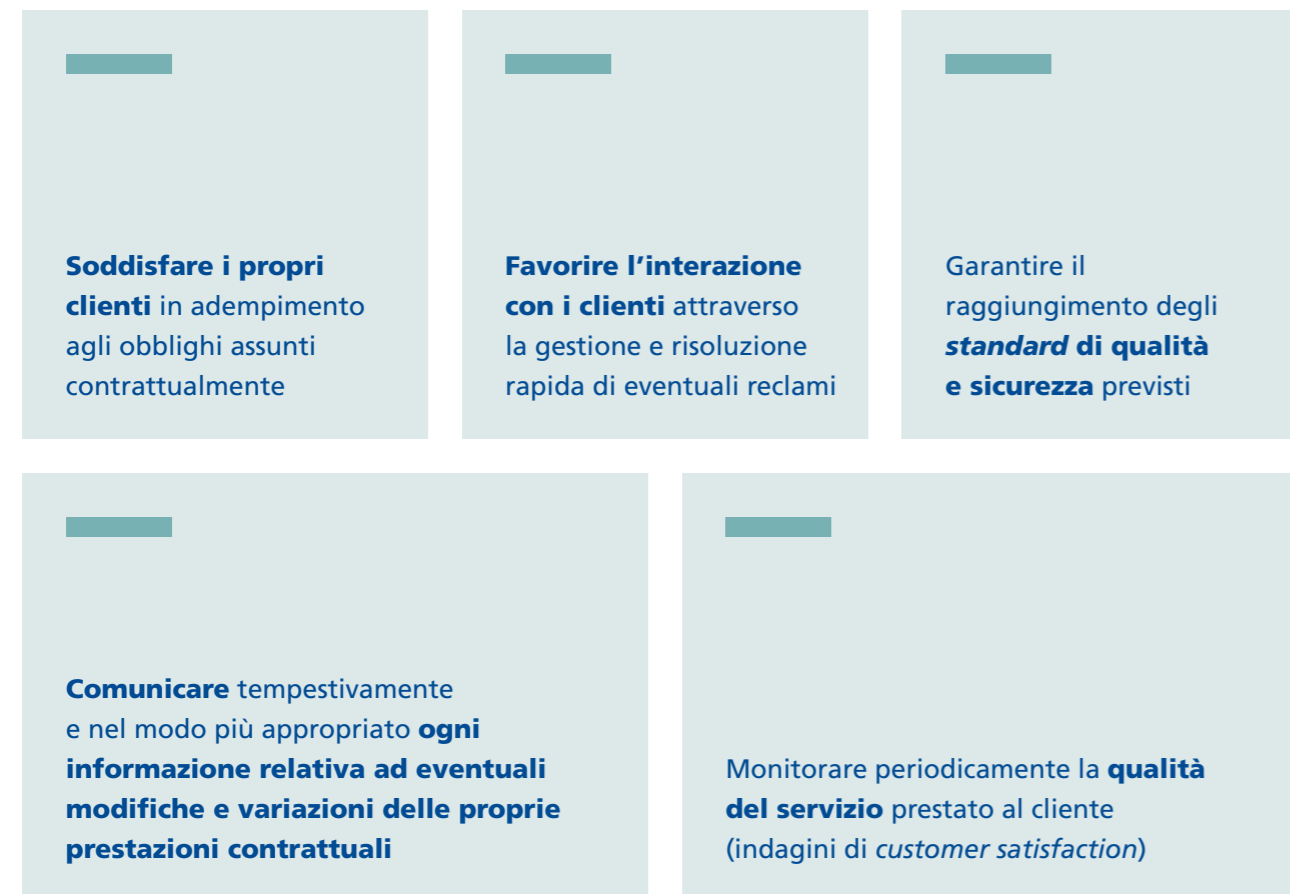 Soddisfare i propri
clienti in adempimento
agli obblighi assunti
contrattualmente
Favorire l’interazione
con i clienti attraverso
la gestione e risoluzione
rapida di eventuali reclami
Garantire il
raggiungimento degli
standard di qualità
e sicurezza previsti
Comunicare tempestivamente
e nel modo più appropriato ogni
informazione relativa ad eventuali
modifiche e variazioni delle proprie
prestazioni contrattuali
Monitorare periodicamente la qualità
del servizio prestato al cliente
(indagini di customer satisfaction)